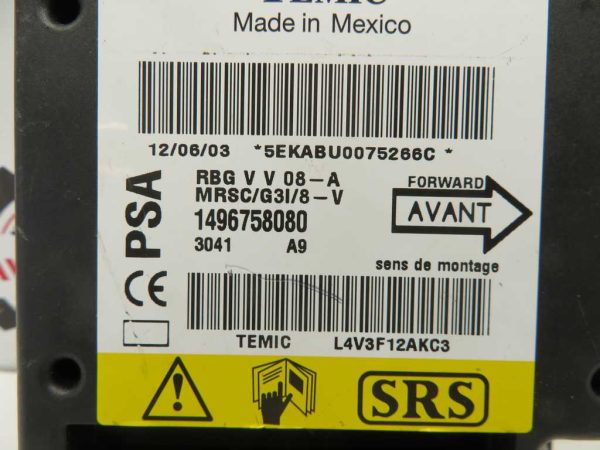 TEMIC
Made in Mexico
12/06/03 *5EKABU0075266C *
PSA
RBG V V 08-A
MRSC/G3I/8-V
1496758080
3041 A9
FORWARD
AVANT
sens de montage
CE
TEMIC L4V3F12AKC3
SRS